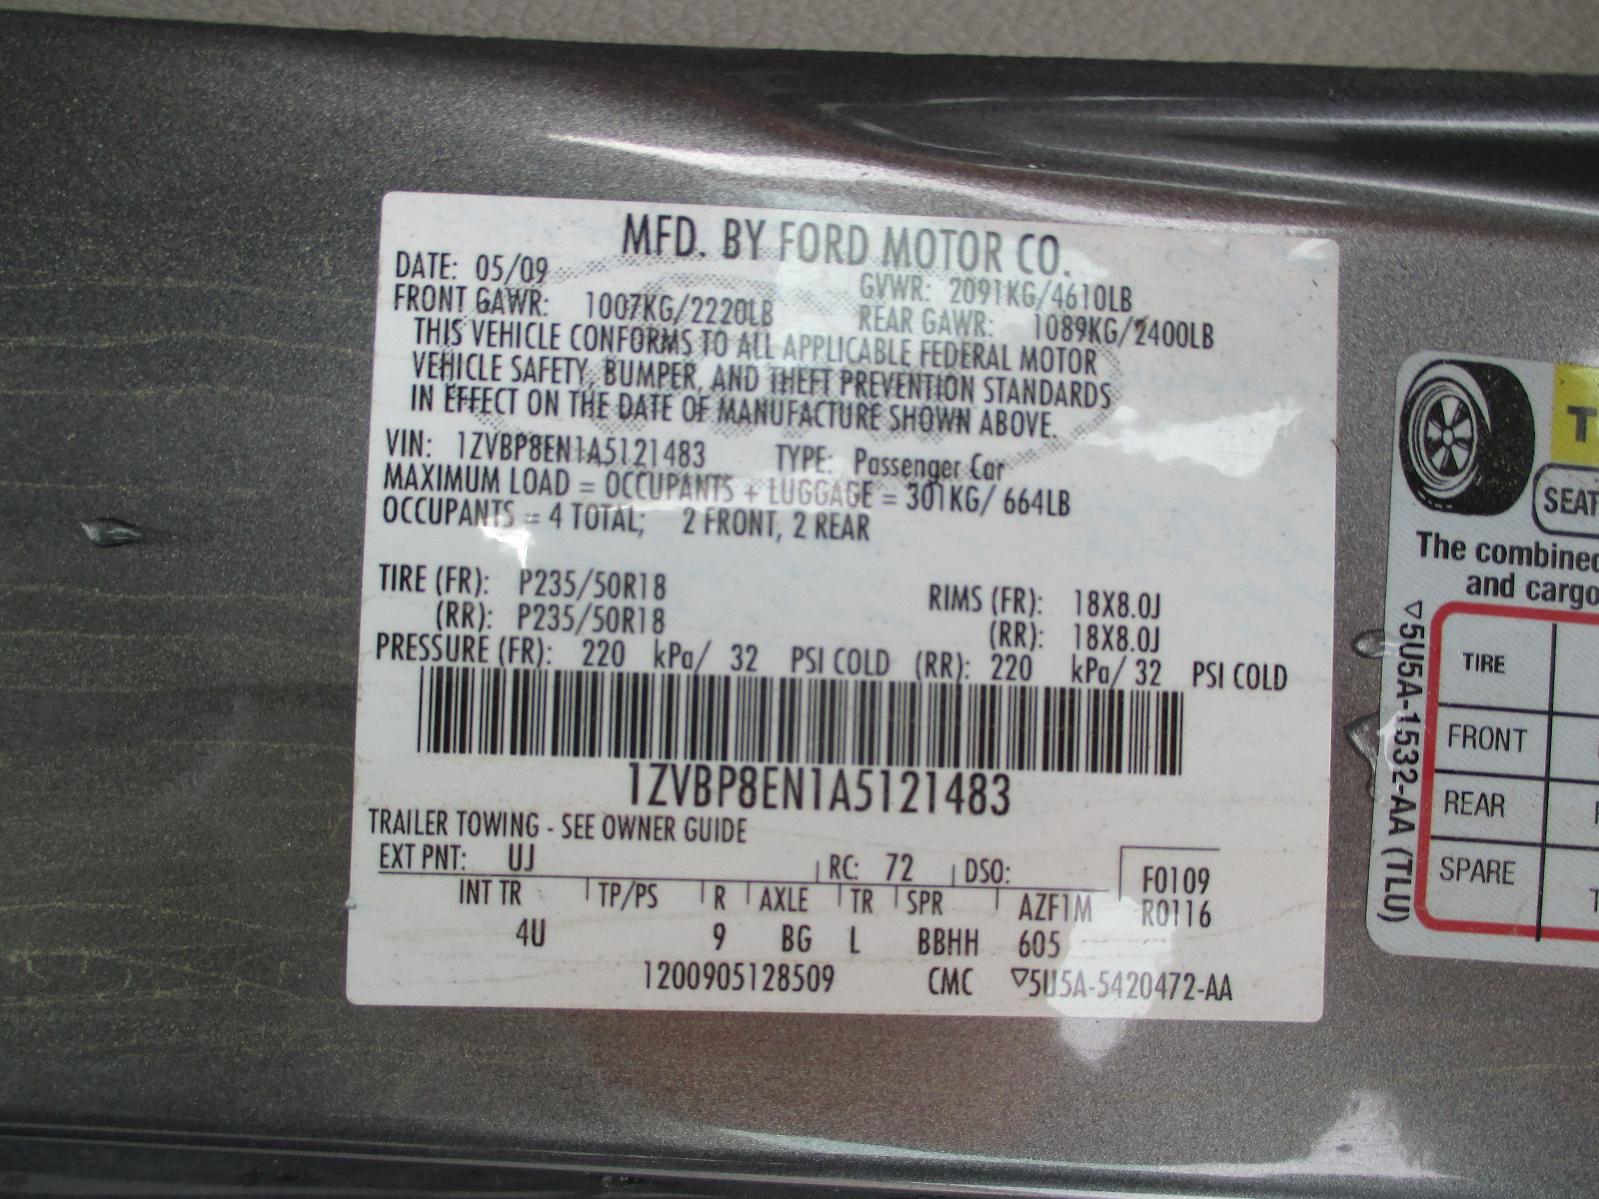 MFD. BY FORD MOTOR CO.
DATE: 05/09 GVWR: 2091KG/4610LB
FRONT GAWR: 1007KG/2220LB REAR GAWR: 1089KG/2400LB
THIS VEHICLE CONFORMS TO ALL APPLICABLE FEDERAL MOTOR
VEHICLE SAFETY, BUMPER, AND THEFT PREVENTION STANDARDS
IN EFFECT ON THE DATE OF MANUFACTURE SHOWN ABOVE.
VIN: 1ZVBP8EN1A5121483 TYPE: Passenger Car
MAXIMUM LOAD = OCCUPANTS + LUGGAGE = 301KG/ 664LB
OCCUPANTS = 4 TOTAL; 2 FRONT, 2 REAR
TIRE (FR): P235/50R18 RIMS (FR): 18X8.0J
(RR): P235/50R18 (RR): 18X8.0J
PRESSURE (FR): 220 kPa/ 32 PSI COLD (RR): 220 kPa/ 32 PSI COLD
1ZVBP8EN1A5121483
TRAILER TOWING - SEE OWNER GUIDE
EXT PNT: UJ RC: 72 DSO: F0109
INT TR TP/PS R AXLE TR SPR AZF1M R0116
4U 9 BG L BBHH 605
1200905128509 CMC ▽5U5A-5420472-AA
T
SEAT
The combined
and cargo
TIRE
FRONT
REAR
SPARE
▽5U5A-1532-AA (TLU)